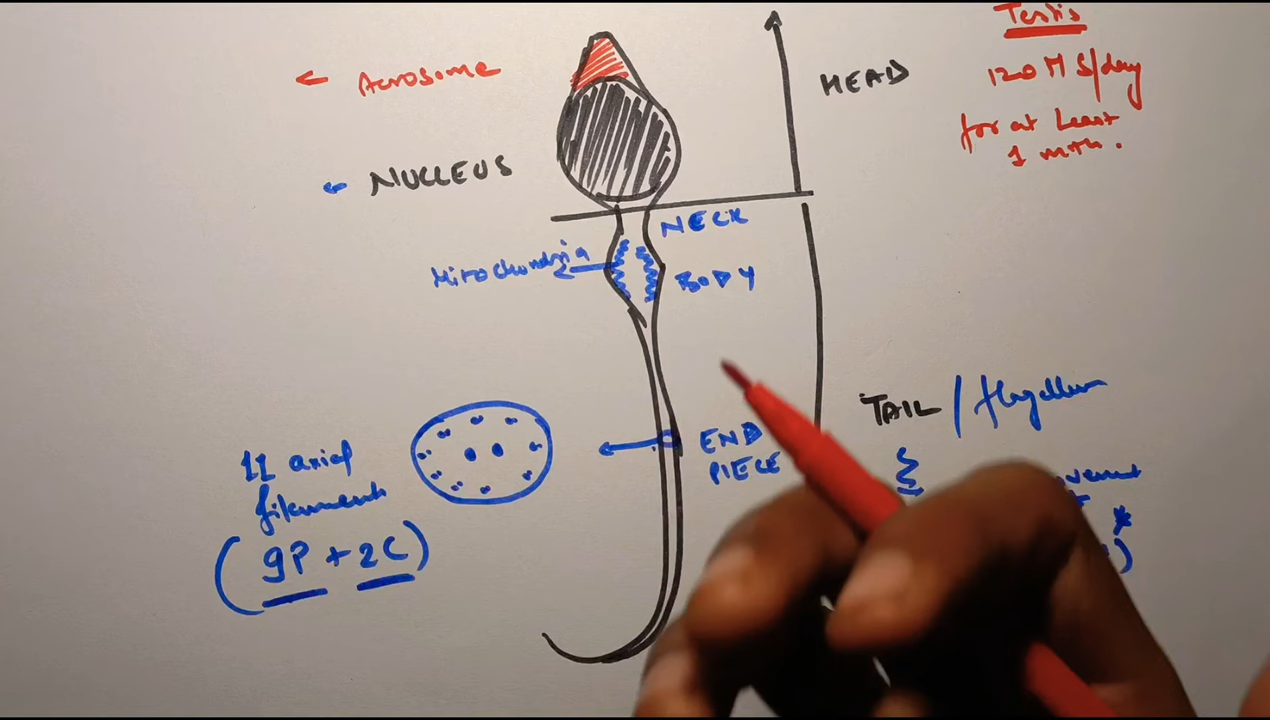 Testis
120 M S/day
for at Least
1 mth.
Acrosome
HEAD
NUCLEUS
NECK
Mitochondria
BODY
TAIL / flagellum
END
PIECE
11 axial
filaments
(9P + 2C)